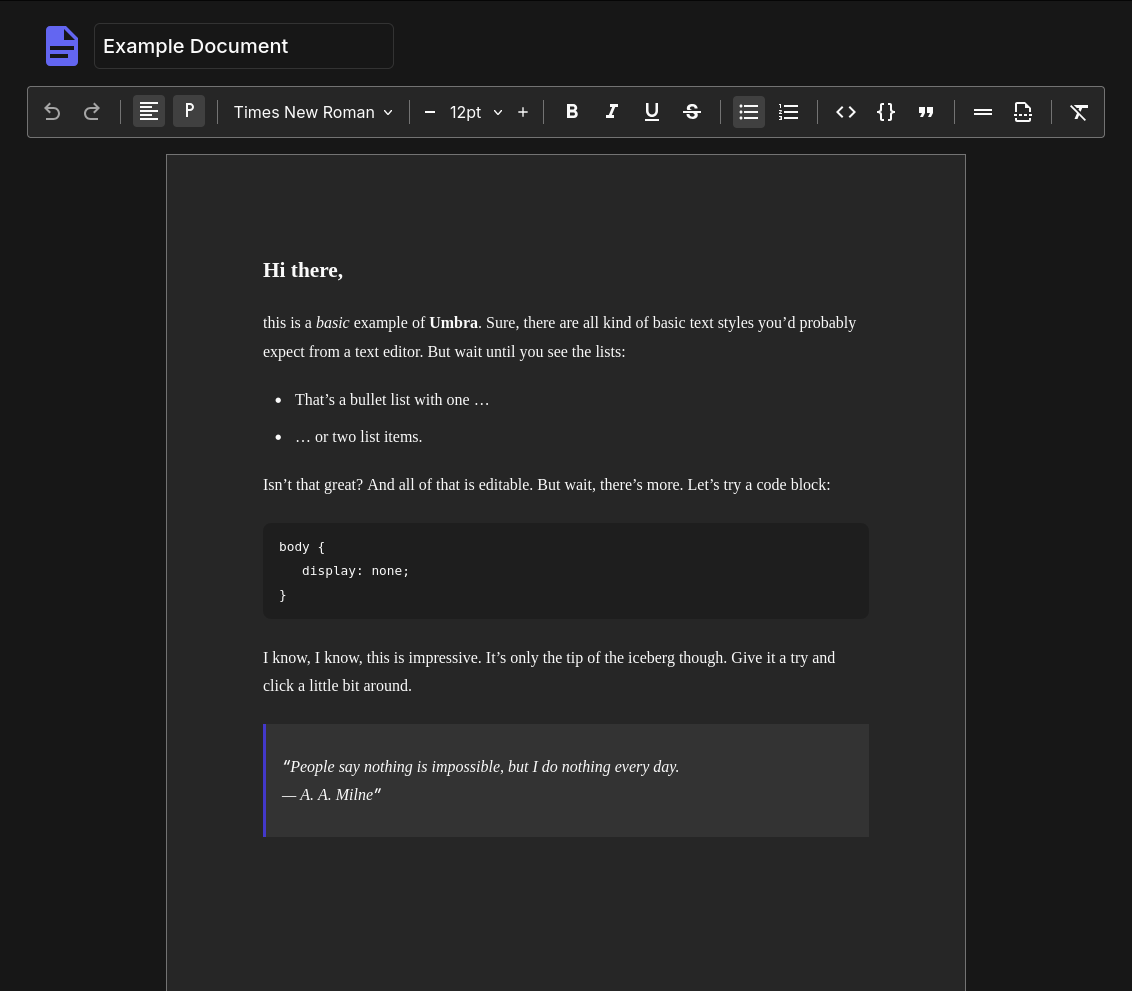 Example Document
P Times New Roman 12pt B I U S
Hi there,
this is a basic example of Umbra. Sure, there are all kind of basic text styles you’d probably
expect from a text editor. But wait until you see the lists:
• That’s a bullet list with one …
• … or two list items.
Isn’t that great? And all of that is editable. But wait, there’s more. Let’s try a code block:
body {
   display: none;
}
I know, I know, this is impressive. It’s only the tip of the iceberg though. Give it a try and
click a little bit around.
"People say nothing is impossible, but I do nothing every day.
— A. A. Milne"